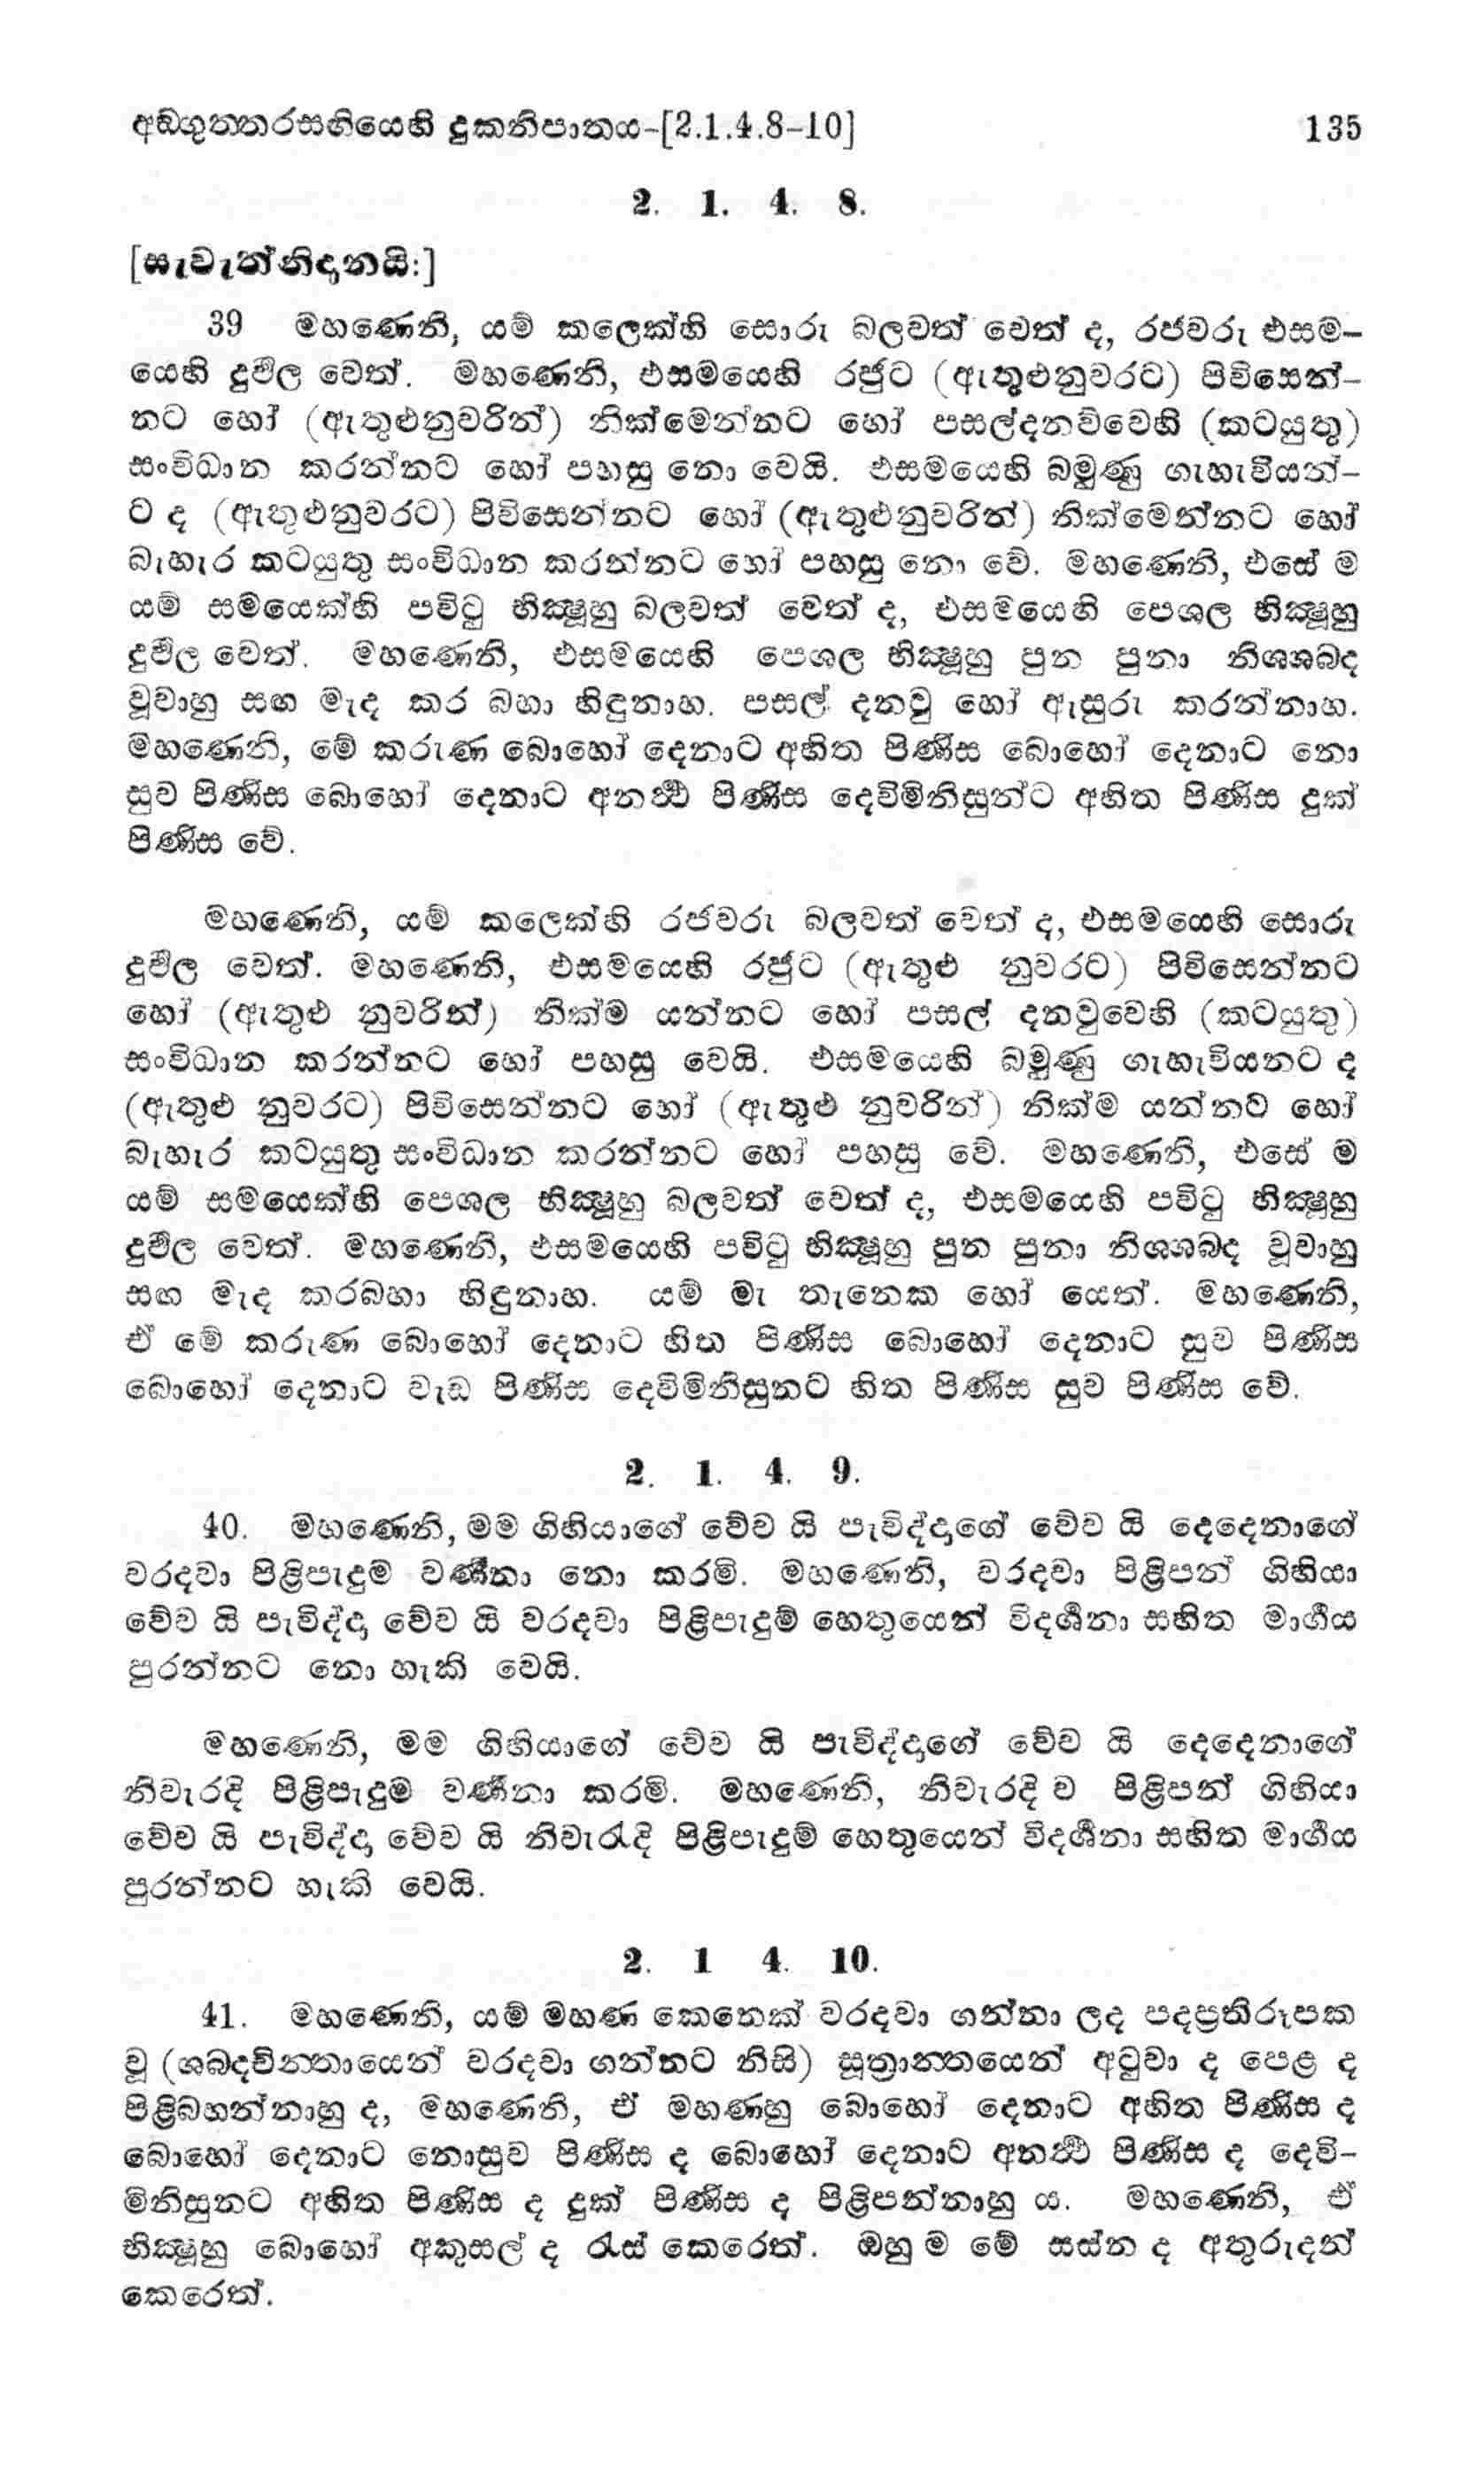 අඞ්ගුත්තරසඟියෙහි දුකනිපාතය-[2.1.4.8-10] 135
2. 1. 4. 8.
[සැවැත්නිදානයි:]
39 මහණෙනි, යම් කලෙක්හි සොරු බලවත් වෙත් ද, රජවරු එසම-
යෙහි දුර්‍වල වෙත්. මහණෙනි, එසමයෙහි රජුට (ඇතුළුනුවරට) පිවිසෙන්-
නට හෝ (ඇතුළුනුවරින්) නික්මෙන්නට හෝ පසල්දනව්වෙහි (කටයුතු)
සංවිධාන කරන්නට හෝ පහසු නො වෙයි. එසමයෙහි බමුණු ගැහැවියන්-
ට ද (ඇතුළුනුවරට) පිවිසෙන්නට හෝ (ඇතුළුනුවරින්) නික්මෙන්නට හෝ
බැහැර කටයුතු සංවිධාන කරන්නට හෝ පහසු නො වේ. මහණෙනි, එසේ ම
යම් සමයෙක්හි පවිටු භික්‍ෂූහු බලවත් වෙත් ද, එසමයෙහි පෙශල භික්‍ෂූහු
දුර්‍වල වෙත්. මහණෙනි, එසමයෙහි පෙශල භික්‍ෂූහු පුන පුනා නිශශබ්ද
වූවාහු සඟ මැද කර බහා හිඳුනාහ. පසල් දනවු හෝ ඇසුරු කරන්නාහ.
මහණෙනි, මේ කරුණ බොහෝ දෙනාට අහිත පිණිස බොහෝ දෙනාට නො
සුව පිණිස බොහෝ දෙනාට අනර්‍ථ පිණිස දෙවිමිනිසුන්ට අහිත පිණිස දුක්
පිණිස වේ.
මහණෙනි, යම් කලෙක්හි රජවරු බලවත් වෙත් ද, එසමයෙහි සොරු
දුර්‍වල වෙත්. මහණෙනි, එසමයෙහි රජුට (ඇතුළු නුවරට) පිවිසෙන්නට
හෝ (ඇතුළු නුවරින්) නික්ම යන්නට හෝ පසල් දනවුවෙහි (කටයුතු)
සංවිධාන කරන්නට හෝ පහසු වෙයි. එසමයෙහි බමුණු ගැහැවියනට ද
(ඇතුළු නුවරට) පිවිසෙන්නට හෝ (ඇතුළු නුවරින්) නික්ම යන්නට හෝ
බැහැර කටයුතු සංවිධාන කරන්නට හෝ පහසු වේ. මහණෙනි, එසේ ම
යම් සමයෙක්හි පෙශල භික්‍ෂූහු බලවත් වෙත් ද, එසමයෙහි පවිටු භික්‍ෂූහු
දුර්‍වල වෙත්. මහණෙනි, එසමයෙහි පවිටු භික්‍ෂූහු පුන පුනා නිශශබ්ද වූවාහු
සඟ මැද කරබහා හිඳුනාහ. යම් මැ තැනෙක හෝ යෙත්. මහණෙනි,
ඒ මේ කරුණ බොහෝ දෙනාට හිත පිණිස බොහෝ දෙනාට සුව පිණිස
බොහෝ දෙනාට වැඩ පිණිස දෙවිමිනිසුනට හිත පිණිස සුව පිණිස වේ.
2. 1. 4. 9.
40. මහණෙනි, මම ගිහියාගේ වේව යි පැවිද්දාගේ වේව යි දෙදෙනාගේ
වරදවා පිළිපැදුම වර්‍ණනා නො කරමි. මහණෙනි, වරදවා පිළිපන් ගිහියා
වේව යි පැවිද්දා වේව යි වරදවා පිළිපැදුම් හෙතුයෙන් විදර්‍ශනා සහිත මාර්‍ගය
පුරන්නට නො හැකි වෙයි.
මහණෙනි, මම ගිහියාගේ වේව යි පැවිද්දාගේ වේව යි දෙදෙනාගේ
නිවැරදි පිළිපැදුම වර්‍ණනා කරමි. මහණෙනි, නිවැරදි ව පිළිපන් ගිහියා
වේව යි පැවිද්දා වේව යි නිවැරැදි පිළිපැදුම් හෙතුයෙන් විදර්‍ශනා සහිත මාර්‍ගය
පුරන්නට හැකි වෙයි.
2. 1 4. 10.
41. මහණෙනි, යම් මහණ කෙනෙක් වරදවා ගන්නා ලද පදප්‍රතිරූපක
වූ (ශබ්දචින්තායෙන් වරදවා ගන්නට නිසි) සූත්‍රාන්තයෙන් අටුවා ද පෙළ ද
පිළිබහන්නාහු ද, මහණෙනි, ඒ මහණහු බොහෝ දෙනාට අහිත පිණිස ද
බොහෝ දෙනාට නොසුව පිණිස ද බොහෝ දෙනාට අනර්‍ථ පිණිස ද දෙවි-
මිනිසුනට අහිත පිණිස ද දුක් පිණිස ද පිළිපන්නාහු ය. මහණෙනි, ඒ
භික්‍ෂූහු බොහෝ අකුසල් ද රැස් කෙරෙත්. ඔහු ම මේ සස්න ද අතුරුදන්
කෙරෙත්.